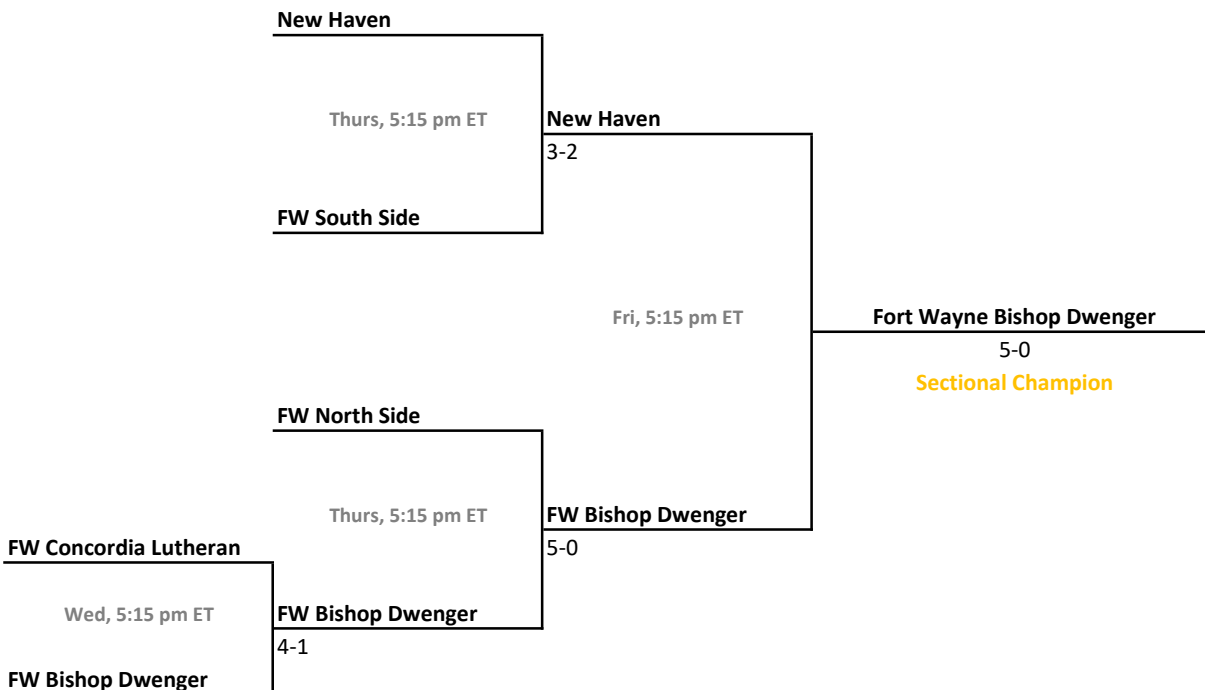 New Haven
Thurs, 5:15 pm ET
New Haven
3-2
FW South Side
Fri, 5:15 pm ET
Fort Wayne Bishop Dwenger
5-0
Sectional Champion
FW North Side
Thurs, 5:15 pm ET
FW Bishop Dwenger
5-0
FW Concordia Lutheran
Wed, 5:15 pm ET
FW Bishop Dwenger
4-1
FW Bishop Dwenger